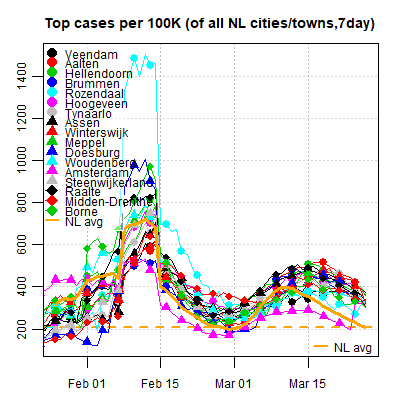 Top cases per 100K (of all NL cities/towns,7day)
Veendam
Aalten
Hellendoorn
Brummen
Rozendaal
Hoogeveen
Tynaarlo
Assen
Winterswijk
Meppel
Doesburg
Woudenberg
Amsterdam
Steenwijkerland
Raalte
Midden-Drenthe
Borne
NL avg
1400
1200
1000
800
600
400
200
NL avg
Feb 01
Feb 15
Mar 01
Mar 15